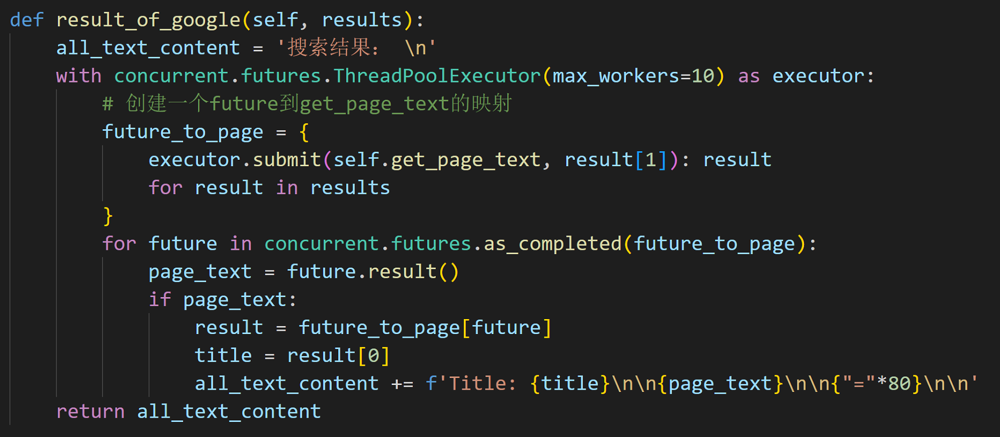 def result_of_google(self, results):
    all_text_content = '搜索结果： \n'
    with concurrent.futures.ThreadPoolExecutor(max_workers=10) as executor:
        # 创建一个future到get_page_text的映射
        future_to_page = {
            executor.submit(self.get_page_text, result[1]): result
            for result in results
        }
        for future in concurrent.futures.as_completed(future_to_page):
            page_text = future.result()
            if page_text:
                result = future_to_page[future]
                title = result[0]
                all_text_content += f'Title: {title}\n\n{page_text}\n\n{"="*80}\n\n'
    return all_text_content